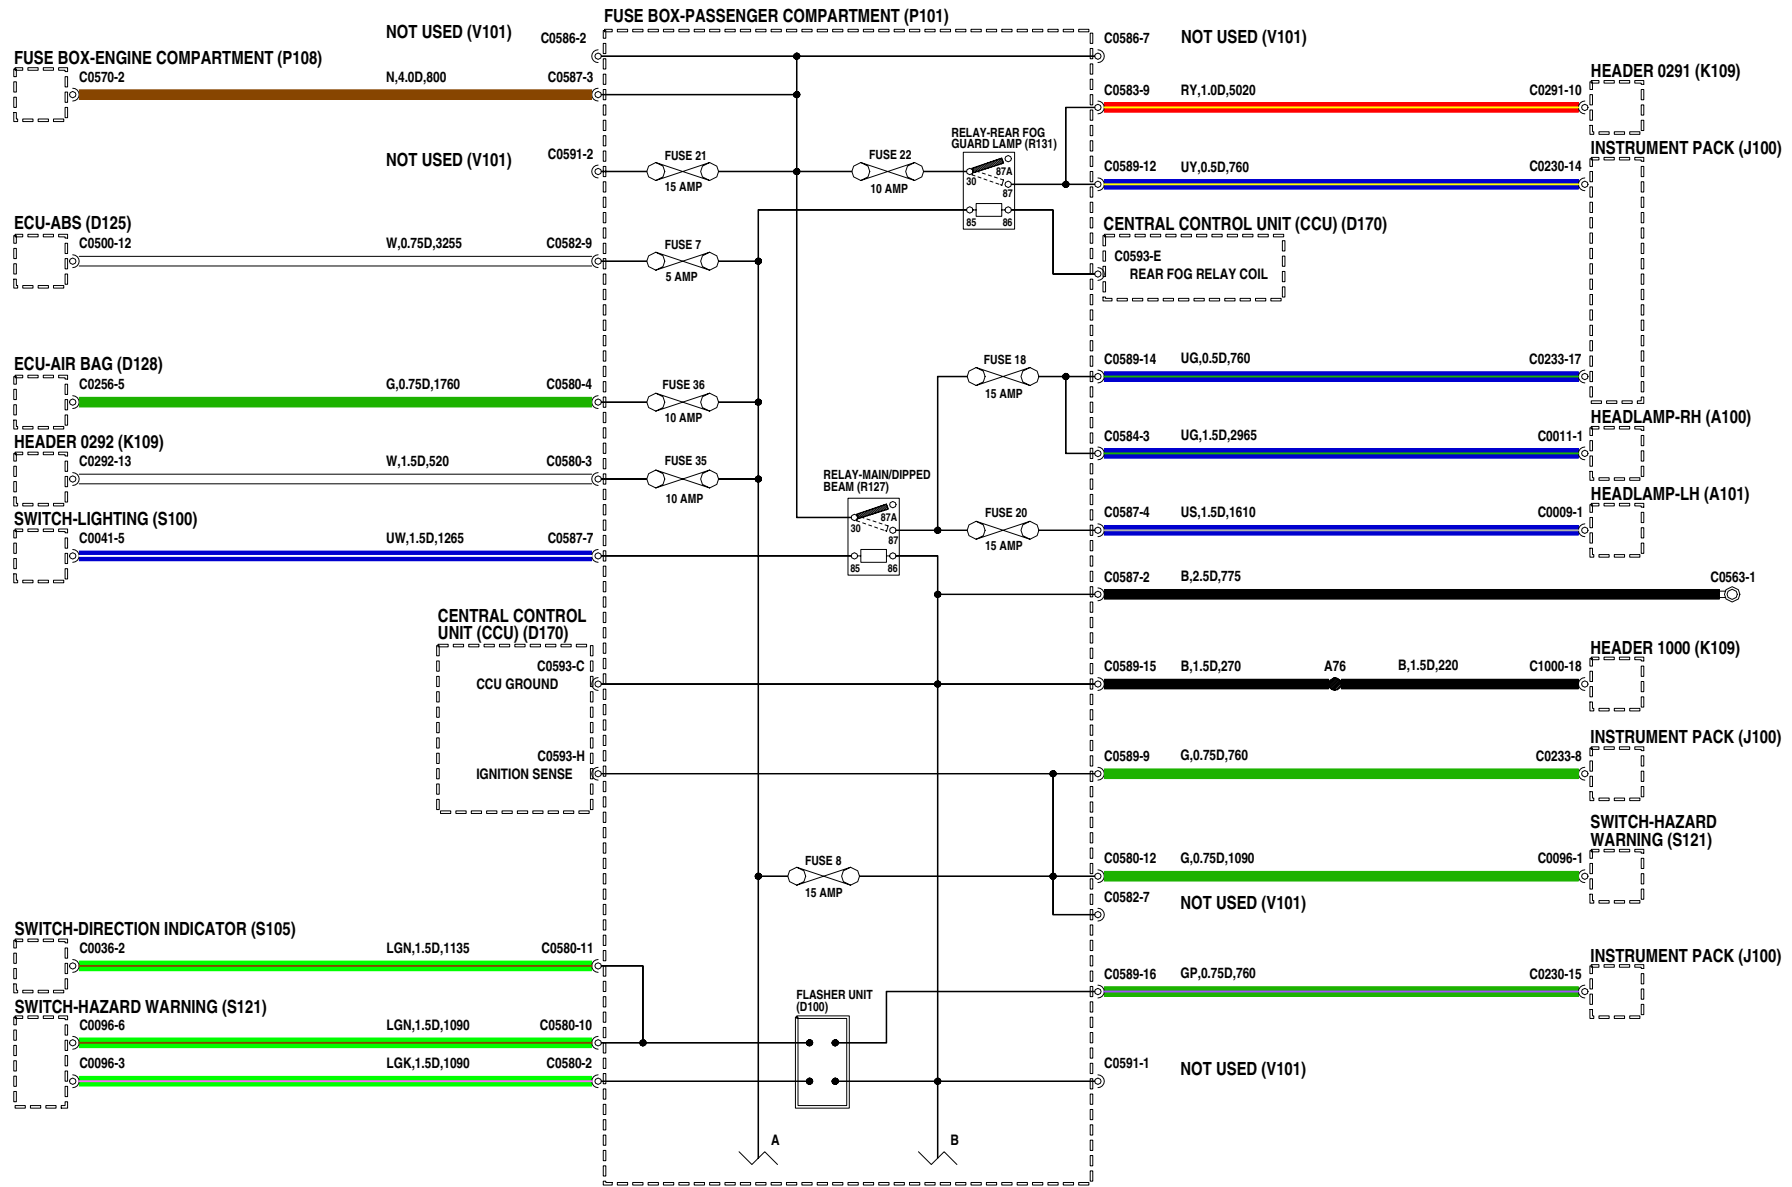 FUSE BOX-PASSENGER COMPARTMENT (P101)
NOT USED (V101)
C0586-2
C0586-7
NOT USED (V101)
FUSE BOX-ENGINE COMPARTMENT (P108)
C0570-2
N,4.0D,800
C0587-3
HEADER 0291 (K109)
C0583-9
RY,1.0D,5020
C0291-10
NOT USED (V101)
C0591-2
FUSE 21
15 AMP
FUSE 22
10 AMP
RELAY-REAR FOG
GUARD LAMP (R131)
87A
30
87
85
86
INSTRUMENT PACK (J100)
C0589-12
UY,0.5D,760
C0230-14
ECU-ABS (D125)
C0500-12
W,0.75D,3255
C0582-9
FUSE 7
5 AMP
CENTRAL CONTROL UNIT (CCU) (D170)
C0593-E
REAR FOG RELAY COIL
ECU-AIR BAG (D128)
C0256-5
G,0.75D,1760
C0580-4
FUSE 36
10 AMP
FUSE 18
15 AMP
C0589-14
UG,0.5D,760
C0233-17
HEADER 0292 (K109)
C0292-13
W,1.5D,520
C0580-3
FUSE 35
10 AMP
HEADLAMP-RH (A100)
C0584-3
UG,1.5D,2965
C0011-1
RELAY-MAIN/DIPPED
BEAM (R127)
87A
30
87
85
86
FUSE 20
15 AMP
HEADLAMP-LH (A101)
C0587-4
US,1.5D,1610
C0009-1
SWITCH-LIGHTING (S100)
C0041-5
UW,1.5D,1265
C0587-7
C0587-2
B,2.5D,775
C0563-1
CENTRAL CONTROL
UNIT (CCU) (D170)
C0593-C
CCU GROUND
C0593-H
IGNITION SENSE
HEADER 1000 (K109)
C0589-15
B,1.5D,270
A76
B,1.5D,220
C1000-18
INSTRUMENT PACK (J100)
C0589-9
G,0.75D,760
C0233-8
SWITCH-HAZARD
WARNING (S121)
FUSE 8
15 AMP
C0580-12
G,0.75D,1090
C0096-1
C0582-7
NOT USED (V101)
SWITCH-DIRECTION INDICATOR (S105)
C0036-2
LGN,1.5D,1135
C0580-11
INSTRUMENT PACK (J100)
C0589-16
GP,0.75D,760
C0230-15
SWITCH-HAZARD WARNING (S121)
C0096-6
LGN,1.5D,1090
C0580-10
FLASHER UNIT
(D100)
C0096-3
LGK,1.5D,1090
C0580-2
C0591-1
NOT USED (V101)
A
B